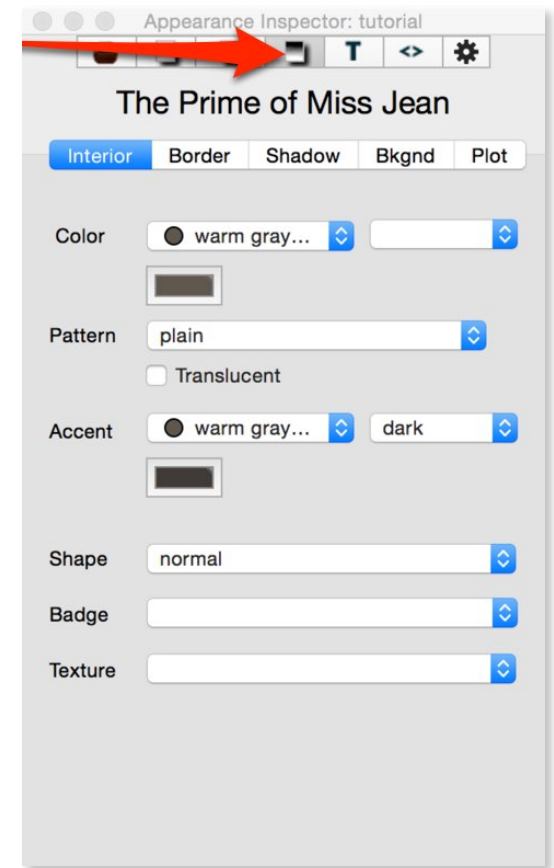 Appearance Inspector: tutorial
T <>
The Prime of Miss Jean
Interior Border Shadow Bkgnd Plot
Color warm gray...
Pattern plain
Translucent
Accent warm gray... dark
Shape normal
Badge
Texture